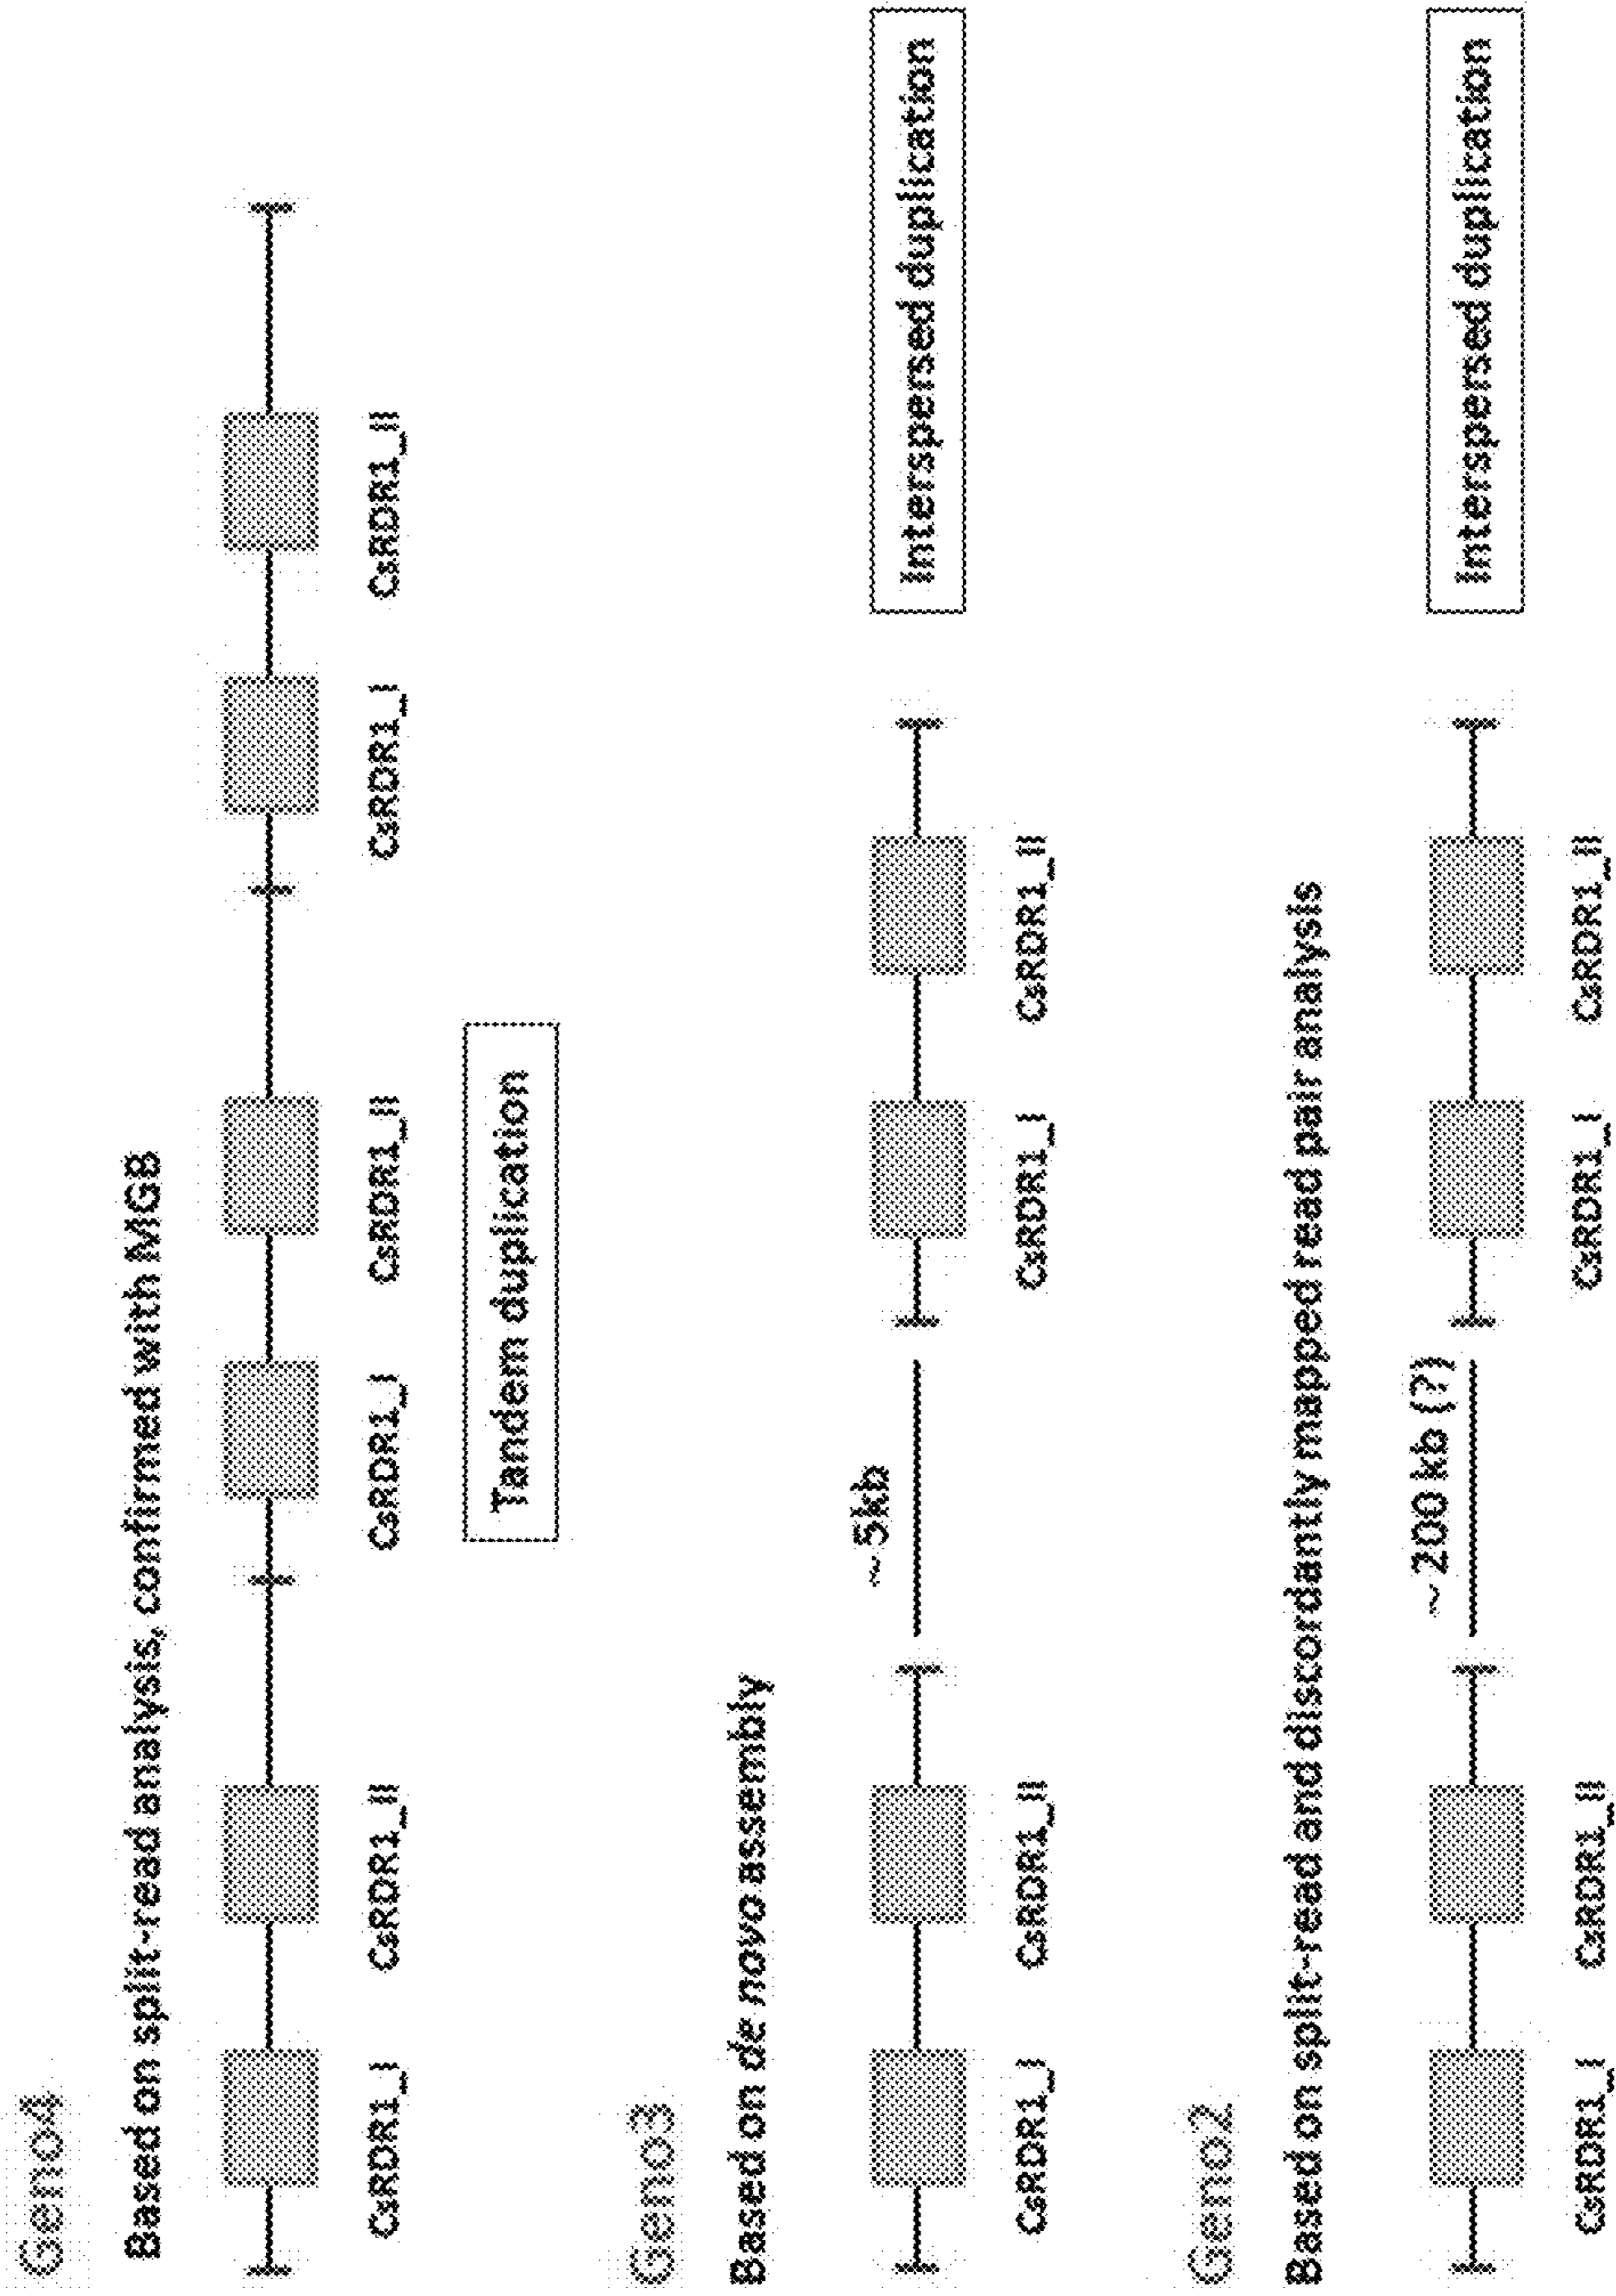 Geno4
Based on split-read analysis, confirmed with MGB
CsRDR1_I CsRDR1_II CsRDR1_I CsRDR1_II CsRDR1_I CsRDR1_II
Tandem duplication
Geno3
Based on de novo assembly
~5kb
Interspersed duplication
CsRDR1_I CsRDR1_II CsRDR1_I CsRDR1_II
Geno2
Based on split-read and discordantly mapped read pair analysis
~200 kb (?)
Interspersed duplication
CsRDR1_I CsRDR1_II CsRDR1_I CsRDR1_II